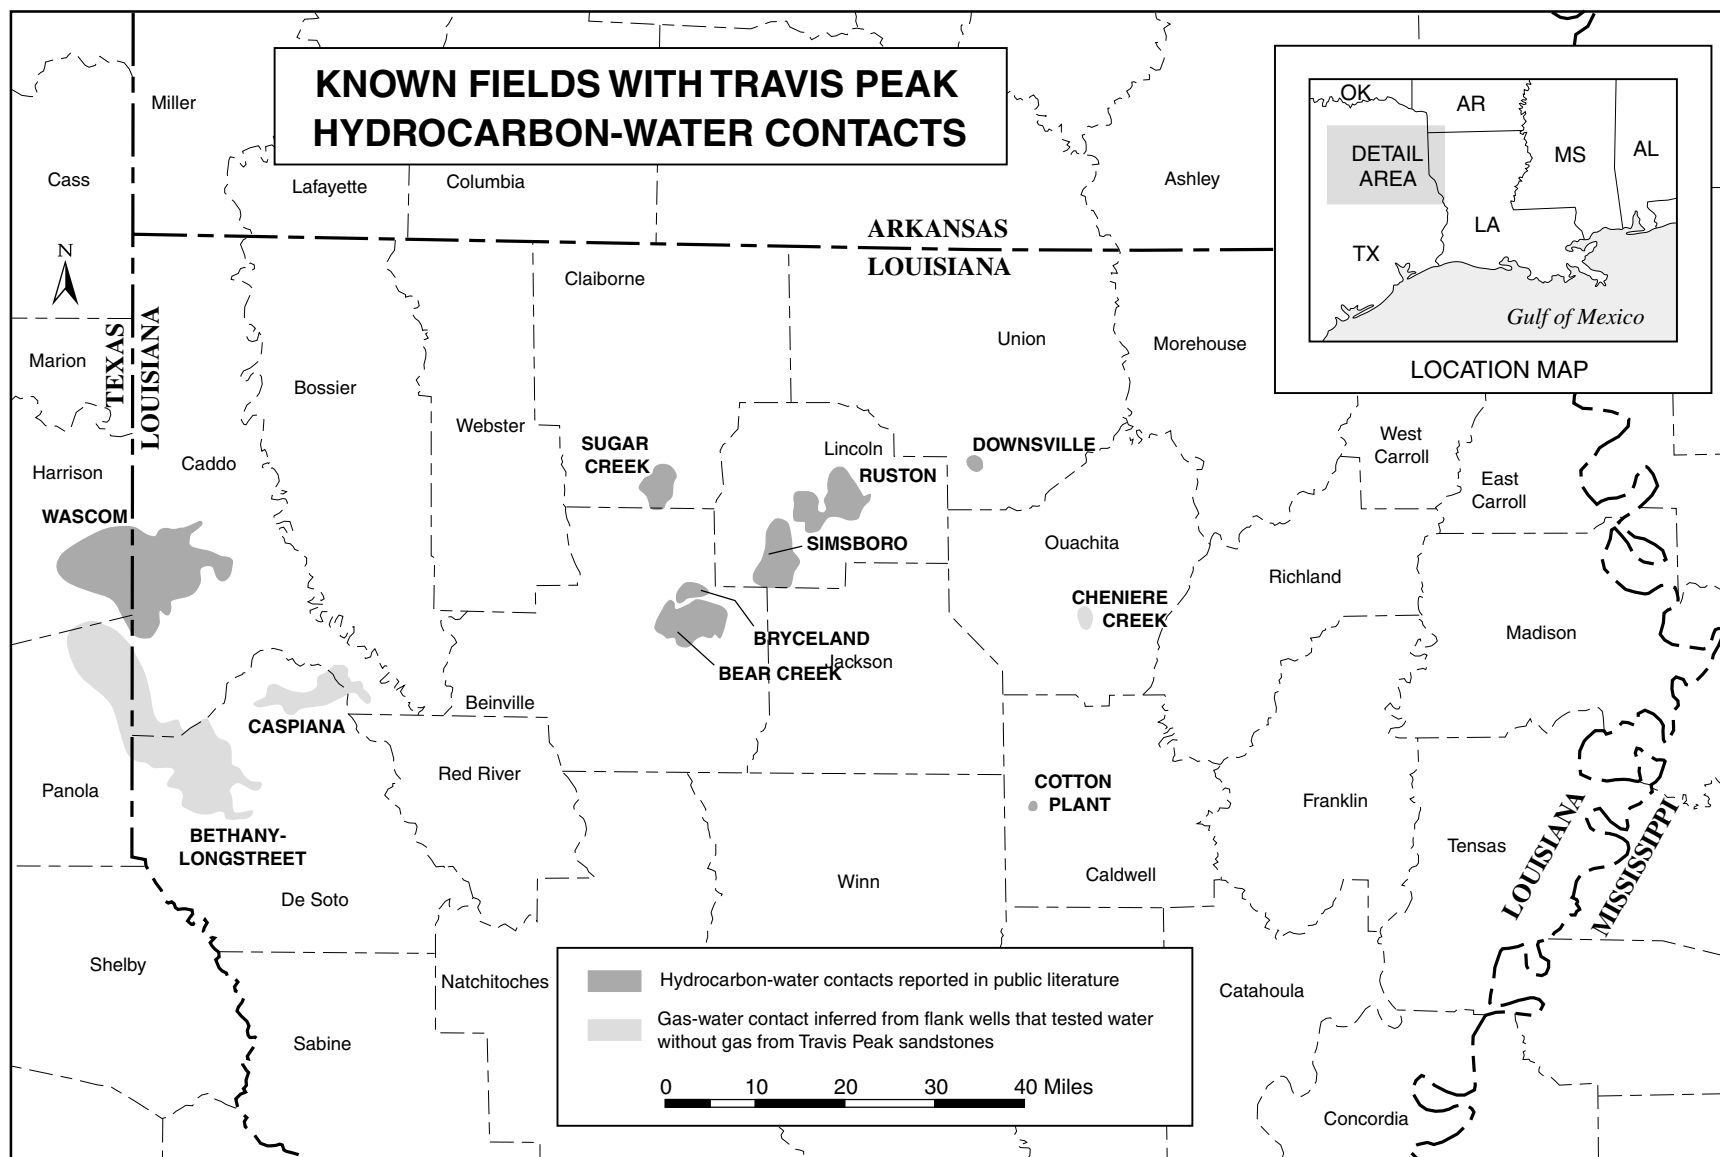 KNOWN FIELDS WITH TRAVIS PEAK
HYDROCARBON-WATER CONTACTS
Miller
Cass
Lafayette
Columbia
Ashley
ARKANSAS
LOUISIANA
N
TEXAS
LOUISIANA
Marion
Harrison
Caddo
Bossier
Webster
Claiborne
Union
Morehouse
OK
AR
MS
AL
DETAIL
AREA
LA
TX
Gulf of Mexico
LOCATION MAP
West
Carroll
East
Carroll
SUGAR
CREEK
Lincoln
RUSTON
DOWNSVILLE
WASCOM
SIMSBORO
Ouachita
Richland
CHENIERE
CREEK
Madison
BRYCELAND
Jackson
BEAR CREEK
Beinville
CASPIANA
Panola
Red River
COTTON
PLANT
Franklin
Tensas
LOUISIANA
MISSISSIPPI
BETHANY-
LONGSTREET
De Soto
Winn
Caldwell
Shelby
Natchitoches
Sabine
Catahoula
Concordia
Hydrocarbon-water contacts reported in public literature
Gas-water contact inferred from flank wells that tested water
without gas from Travis Peak sandstones
0 10 20 30 40 Miles